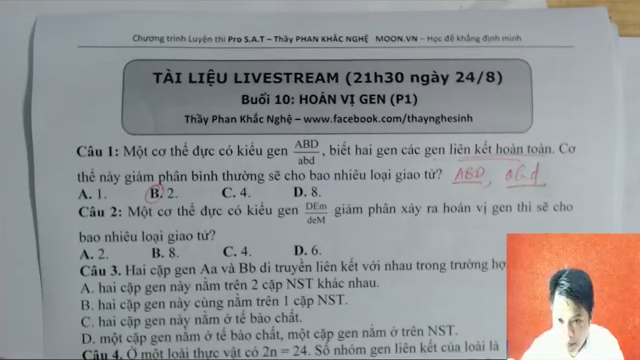 Chương trình Luyện thi Pro S.A.T – Thầy PHAN KHẮC NGHỆ MOON.VN – Học để khẳng định mình
TÀI LIỆU LIVESTREAM (21h30 ngày 24/8)
Buổi 10: HOÁN VỊ GEN (P1)
Thầy Phan Khắc Nghệ – www.facebook.com/thaynghesinh
Câu 1: Một cơ thể đực có kiểu gen ABD/abd, biết hai gen các gen liên kết hoàn toàn. Cơ
thể này giảm phân bình thường sẽ cho bao nhiêu loại giao tử? ABD, abd
A. 1. B. 2. C. 4. D. 8.
Câu 2: Một cơ thể đực có kiểu gen DEm/deM giảm phân xảy ra hoán vị gen thì sẽ cho
bao nhiêu loại giao tử?
A. 2. B. 8. C. 4. D. 6.
Câu 3. Hai cặp gen Aa và Bb di truyền liên kết với nhau trong trường hợ
A. hai cặp gen này nằm trên 2 cặp NST khác nhau.
B. hai cặp gen này cùng nằm trên 1 cặp NST.
C. hai cặp gen này nằm ở tế bào chất.
D. một cặp gen nằm ở tế bào chất, một cặp gen nằm ở trên NST.
Câu 4. Ở một loài thực vật có 2n = 24. Số nhóm gen liên kết của loài là